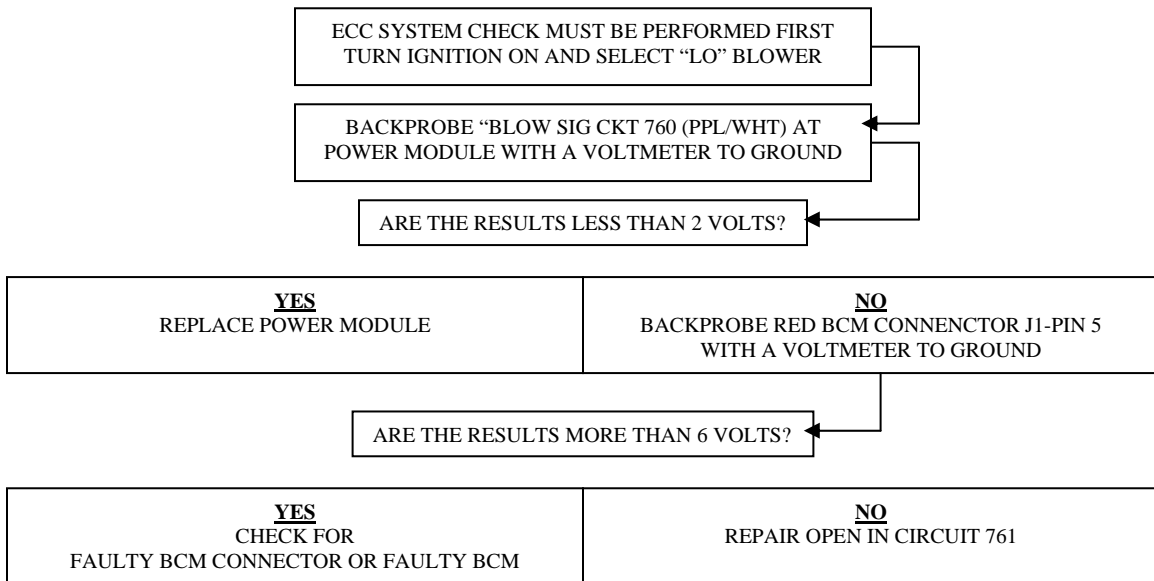 ECC SYSTEM CHECK MUST BE PERFORMED FIRST
TURN IGNITION ON AND SELECT “LO” BLOWER
BACKPROBE “BLOW SIG CKT 760 (PPL/WHT) AT
POWER MODULE WITH A VOLTMETER TO GROUND
ARE THE RESULTS LESS THAN 2 VOLTS?
YES
REPLACE POWER MODULE
NO
BACKPROBE RED BCM CONNENCTOR J1-PIN 5
WITH A VOLTMETER TO GROUND
ARE THE RESULTS MORE THAN 6 VOLTS?
YES
CHECK FOR
FAULTY BCM CONNECTOR OR FAULTY BCM
NO
REPAIR OPEN IN CIRCUIT 761